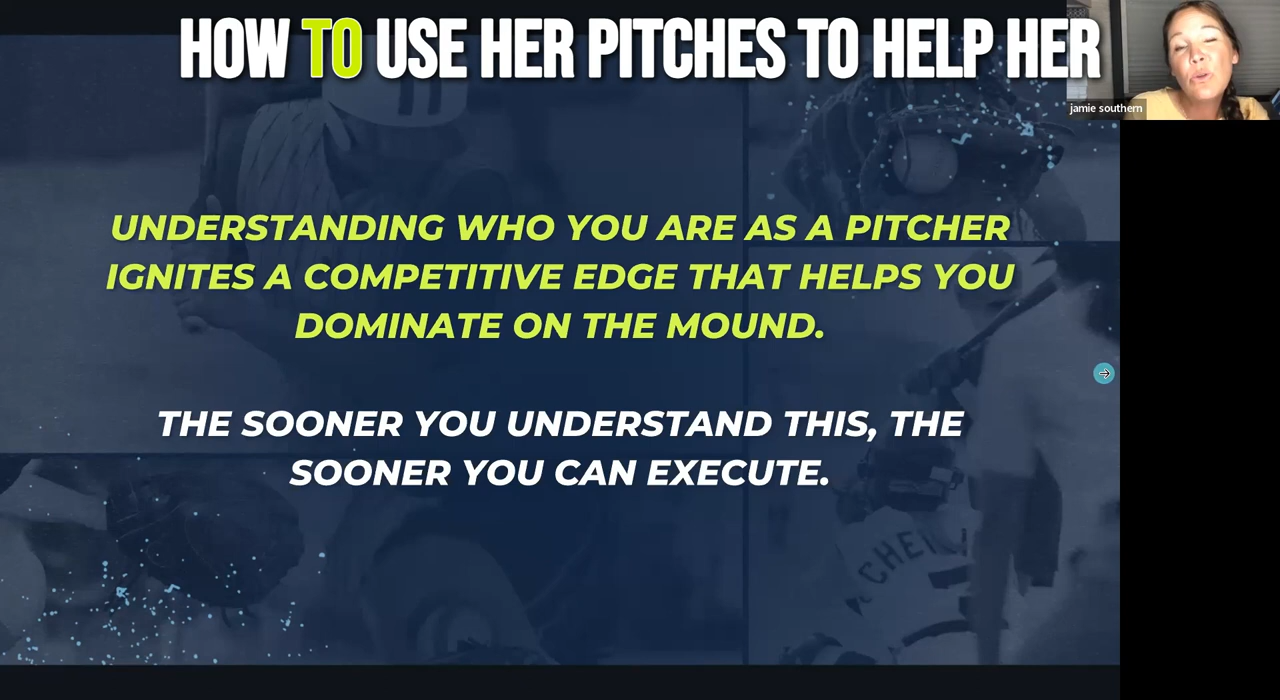 HOW TO USE HER PITCHES TO HELP HER
jamie southern
UNDERSTANDING WHO YOU ARE AS A PITCHER
IGNITES A COMPETITIVE EDGE THAT HELPS YOU
DOMINATE ON THE MOUND.
THE SOONER YOU UNDERSTAND THIS, THE
SOONER YOU CAN EXECUTE.